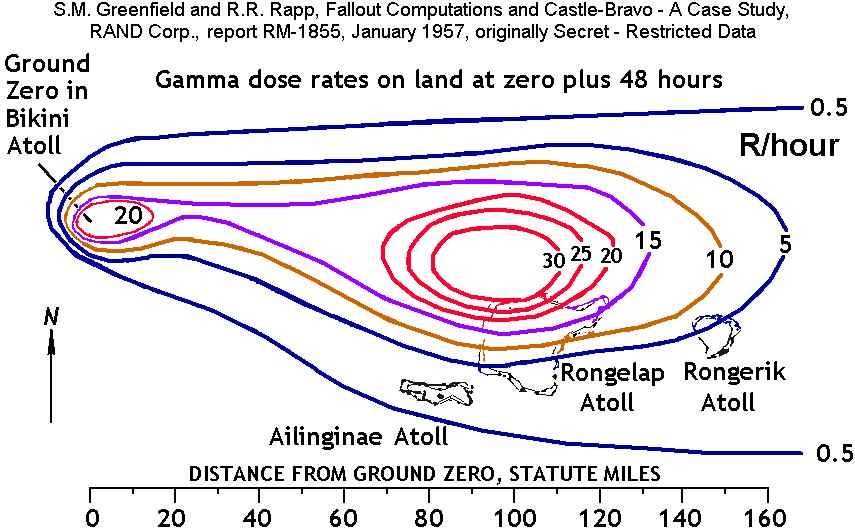 S.M. Greenfield and R.R. Rapp, Fallout Computations and Castle-Bravo - A Case Study,
RAND Corp., report RM-1855, January 1957, originally Secret - Restricted Data
Ground
Zero in
Bikini
Atoll
Gamma dose rates on land at zero plus 48 hours
0.5
R/hour
20
30
25
20
15
10
5
N
Rongelap
Atoll
Rongerik
Atoll
Ailinginae Atoll
0.5
DISTANCE FROM GROUND ZERO, STATUTE MILES
0 20 40 60 80 100 120 140 160